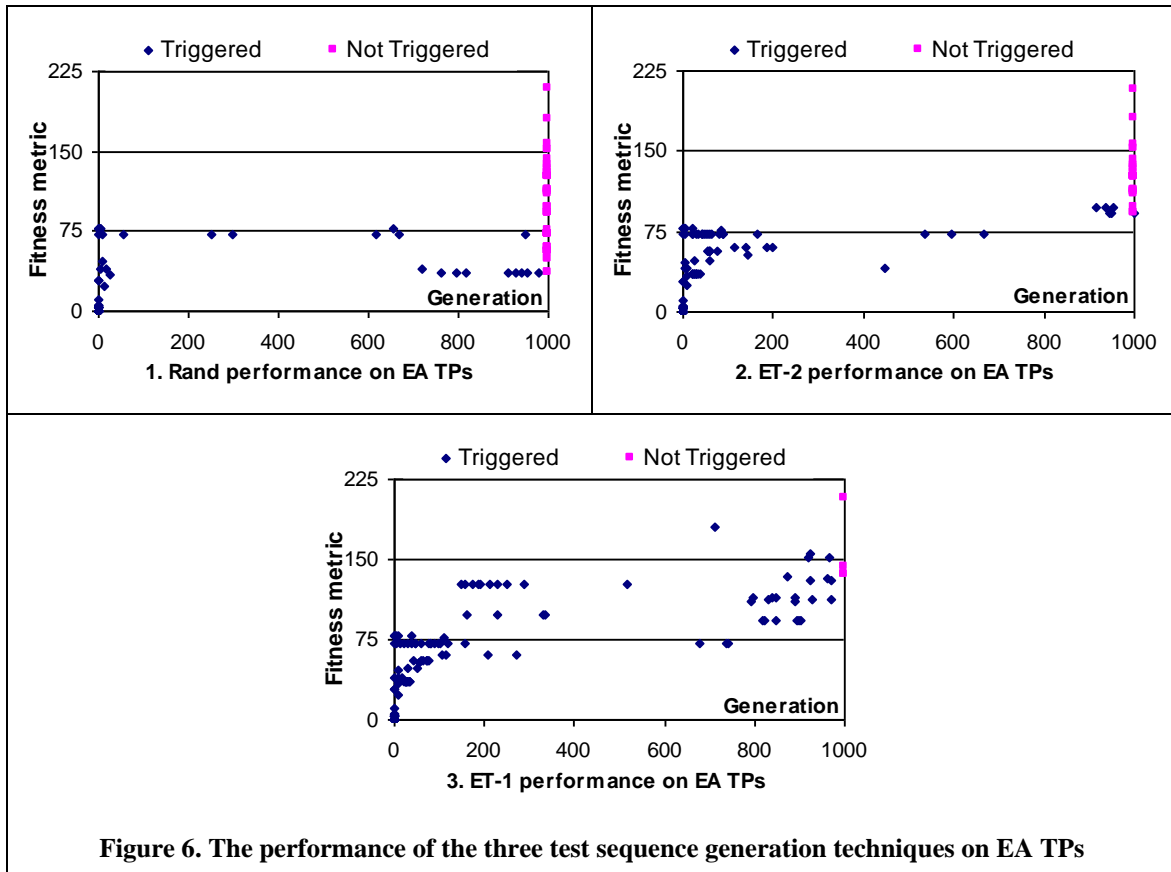 Triggered Not Triggered
225
150
75
0
Fitness metric
Generation
0 200 400 600 800 1000
1. Rand performance on EA TPs
Triggered Not Triggered
225
150
75
0
Fitness metric
Generation
0 200 400 600 800 1000
2. ET-2 performance on EA TPs
Triggered Not Triggered
225
150
75
0
Fitness metric
Generation
0 200 400 600 800 1000
3. ET-1 performance on EA TPs
Figure 6. The performance of the three test sequence generation techniques on EA TPs